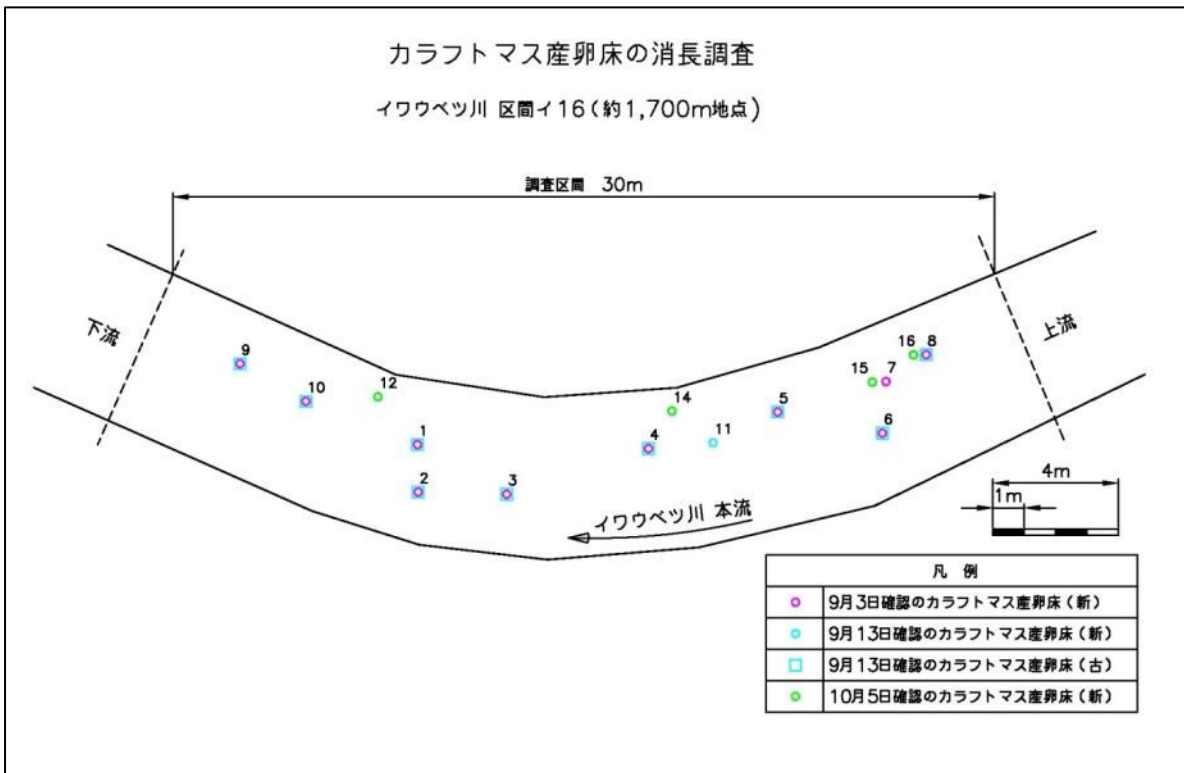 カラフトマス産卵床の消長調査
イワウベツ川 区間イ16(約1,700m地点)
調査区間 30m
下流
上流
9
10
12
1
2
3
4
14
11
5
15
7
16
8
6
イワウベツ川 本流
4m
1m
凡 例
9月3日確認のカラフトマス産卵床(新)
9月13日確認のカラフトマス産卵床(新)
9月13日確認のカラフトマス産卵床(古)
10月5日確認のカラフトマス産卵床(新)